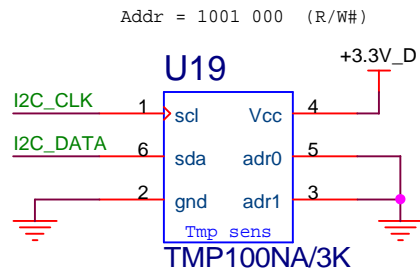 Addr = 1001 000 (R/W#)
+3.3V_D
U19
I2C_CLK 1 scl Vcc 4
I2C_DATA 6 sda adr0 5
2 gnd adr1 3
Tmp sens
TMP100NA/3K